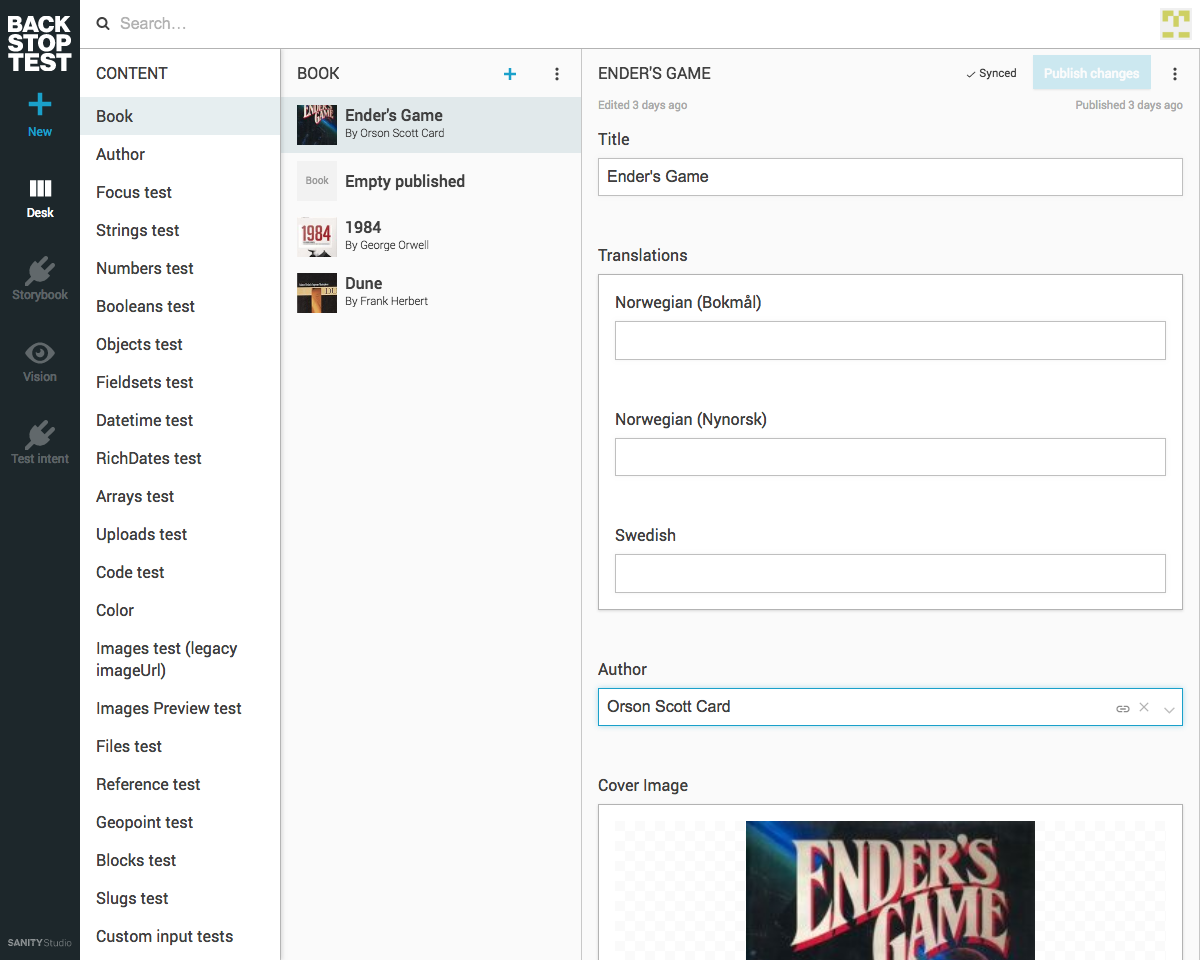 BACK
STOP
TEST
New
Desk
Storybook
Vision
Test intent
SANITY Studio
Search...
CONTENT
Book
Author
Focus test
Strings test
Numbers test
Booleans test
Objects test
Fieldsets test
Datetime test
RichDates test
Arrays test
Uploads test
Code test
Color
Images test (legacy
imageUrl)
Images Preview test
Files test
Reference test
Geopoint test
Blocks test
Slugs test
Custom input tests
BOOK
Ender's Game
By Orson Scott Card
Book
Empty published
1984
1984
By George Orwell
Dune
By Frank Herbert
ENDER'S GAME
Synced
Publish changes
Edited 3 days ago
Published 3 days ago
Title
Ender's Game
Translations
Norwegian (Bokmål)
Norwegian (Nynorsk)
Swedish
Author
Orson Scott Card
Cover Image
ENDER'S
GAME